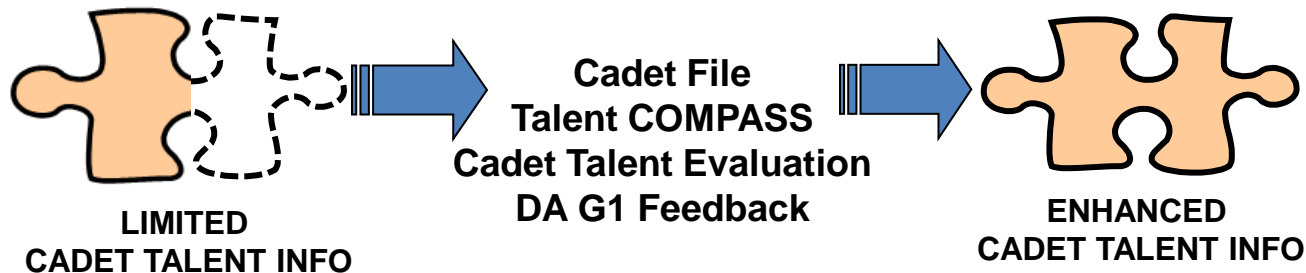 LIMITED
CADET TALENT INFO
Cadet File
Talent COMPASS
Cadet Talent Evaluation
DA G1 Feedback
ENHANCED
CADET TALENT INFO